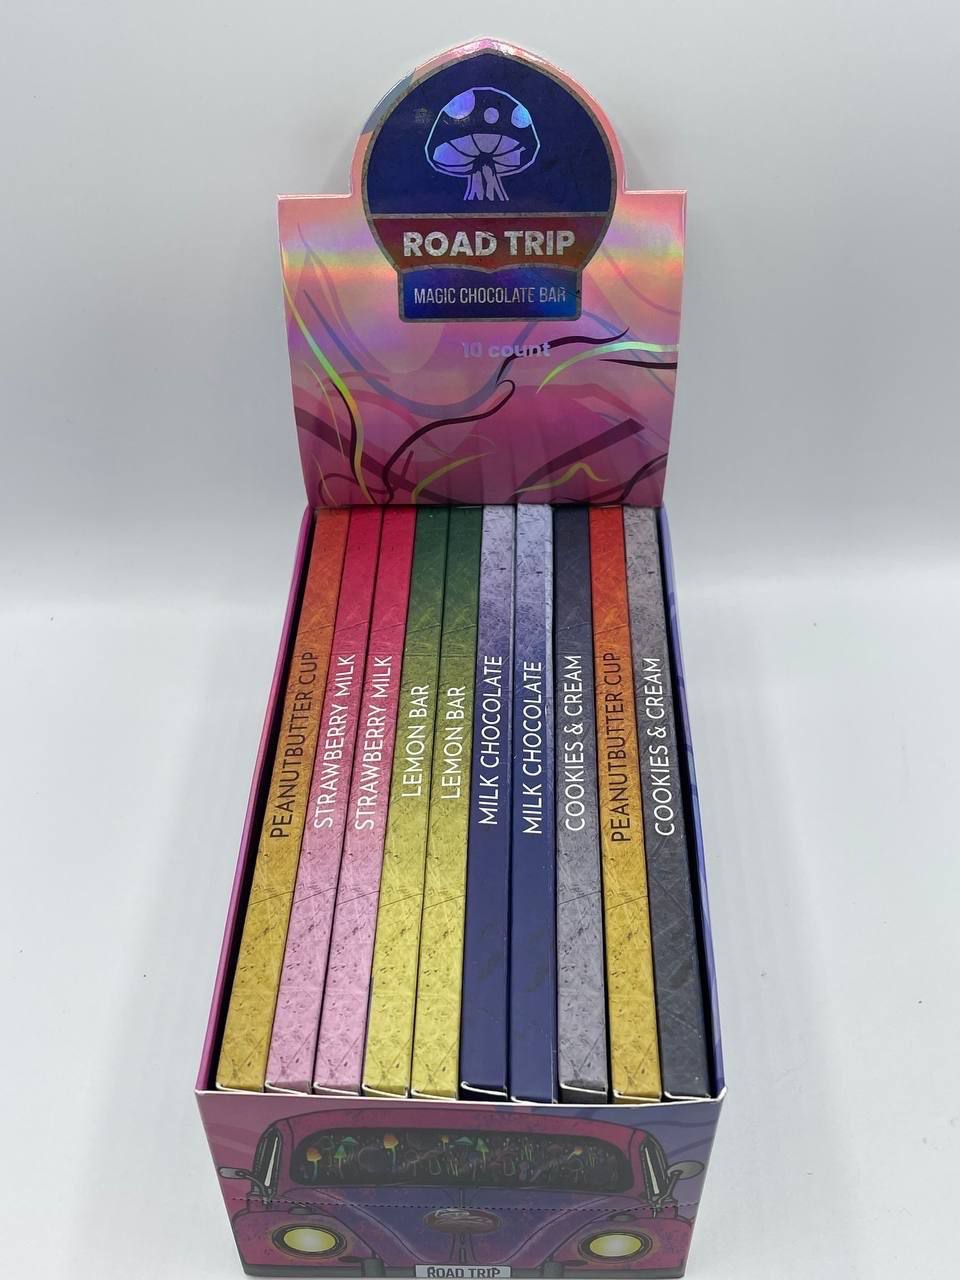 ROAD TRIP
MAGIC CHOCOLATE BAR
10 count
PEANUTBUTTER CUP
STRAWBERRY MILK
STRAWBERRY MILK
LEMON BAR
LEMON BAR
MILK CHOCOLATE
MILK CHOCOLATE
COOKIES & CREAM
PEANUTBUTTER CUP
COOKIES & CREAM
ROAD TRIP